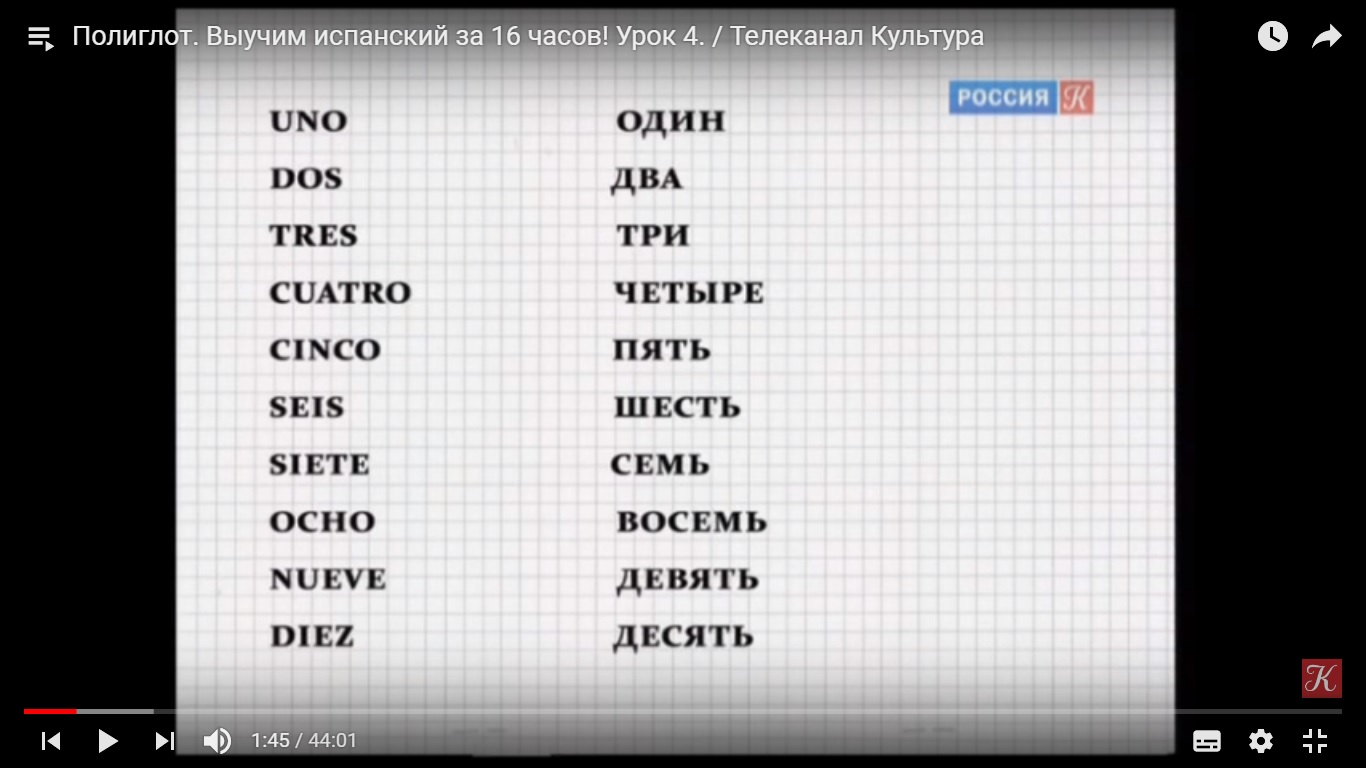 Полиглот. Выучим испанский за 16 часов! Урок 4. / Телеканал Культура
РОССИЯ К
UNO ОДИН
DOS ДВА
TRES ТРИ
CUATRO ЧЕТЫРЕ
CINCO ПЯТЬ
SEIS ШЕСТЬ
SIETE СЕМЬ
OCHO ВОСЕМЬ
NUEVE ДЕВЯТЬ
DIEZ ДЕСЯТЬ
К
1:45 / 44:01